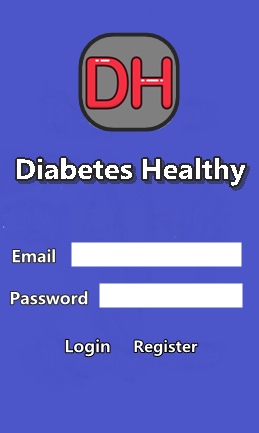 DH
Diabetes Healthy
Email
Password
Login Register